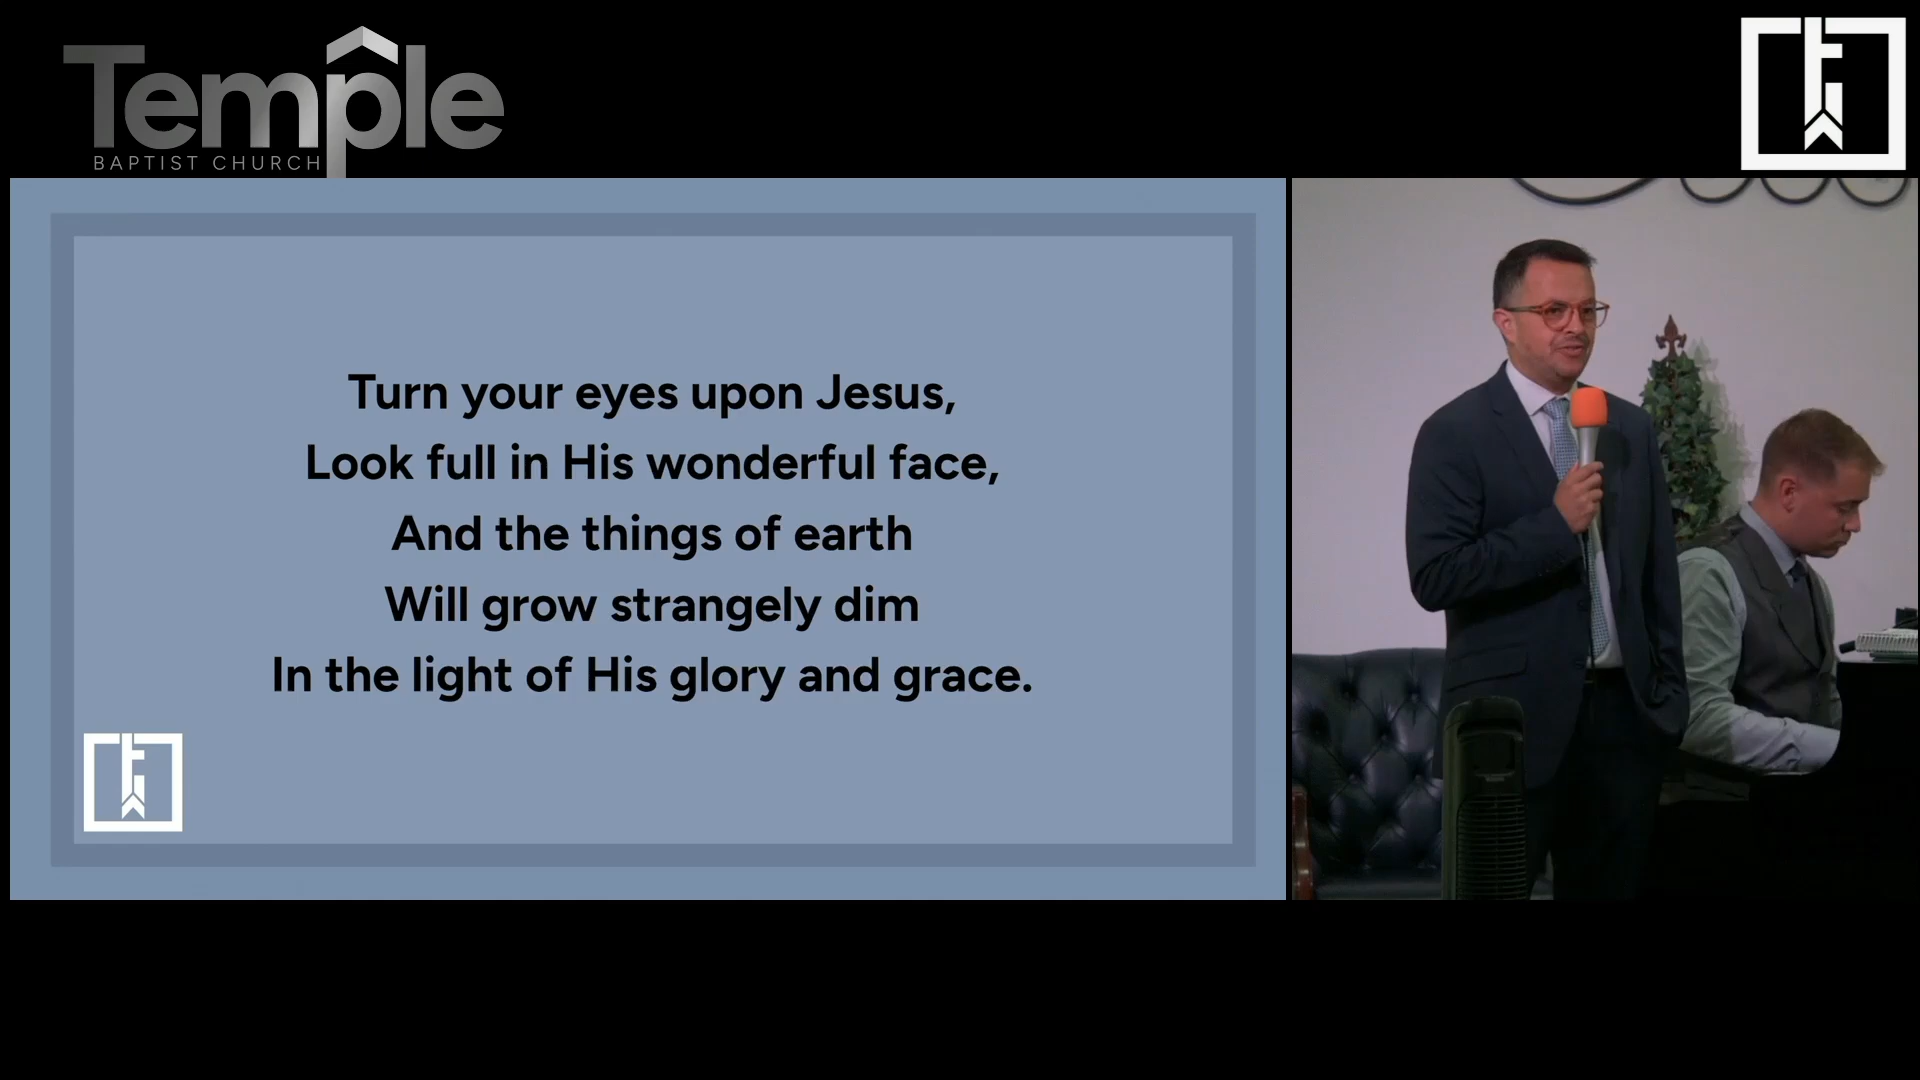 Temple
BAPTIST CHURCH
Turn your eyes upon Jesus,
Look full in His wonderful face,
And the things of earth
Will grow strangely dim
In the light of His glory and grace.